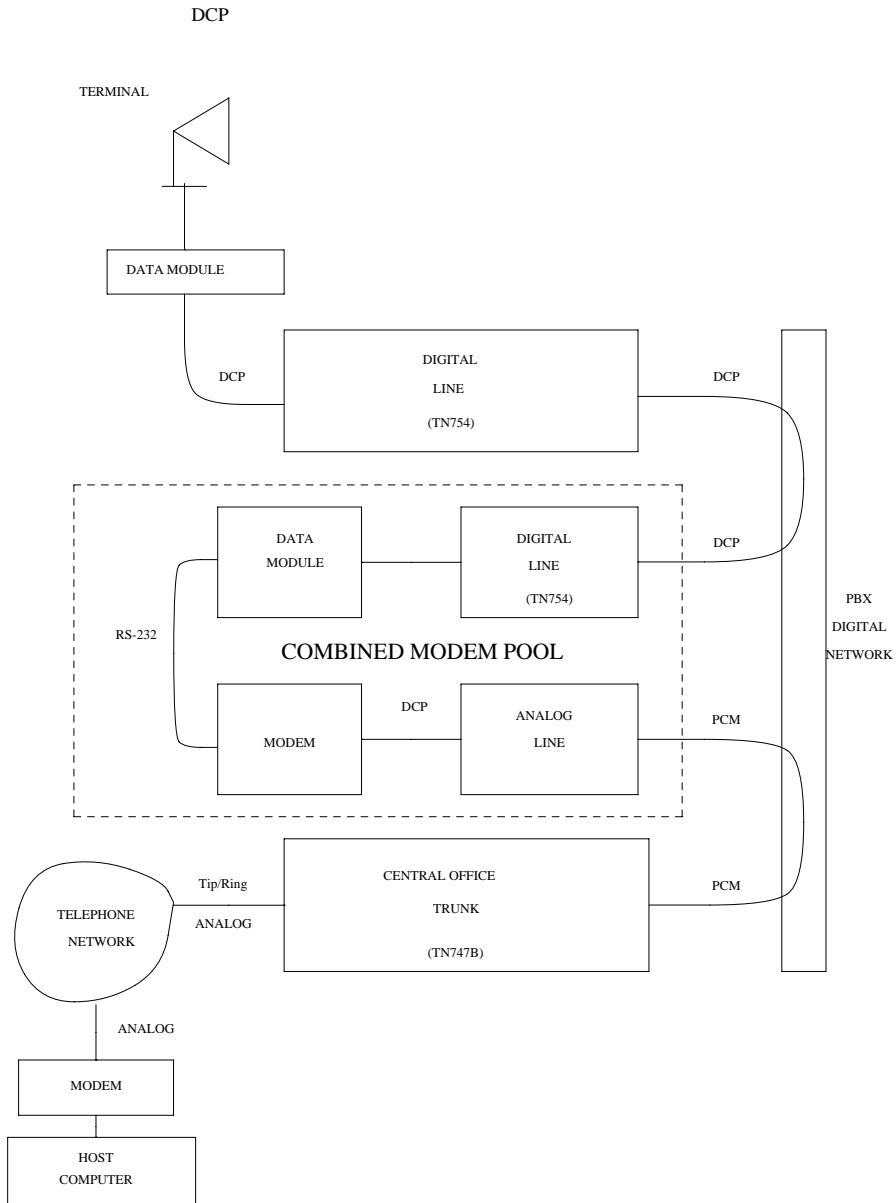 DCP
TERMINAL
DATA MODULE
DCP
DIGITAL
LINE
(TN754)
DCP
DATA
MODULE
DIGITAL
LINE
(TN754)
DCP
RS-232
COMBINED MODEM POOL
PBX
DIGITAL
NETWORK
MODEM
DCP
ANALOG
LINE
PCM
TELEPHONE
NETWORK
Tip/Ring
ANALOG
CENTRAL OFFICE
TRUNK
(TN747B)
PCM
ANALOG
MODEM
HOST
COMPUTER